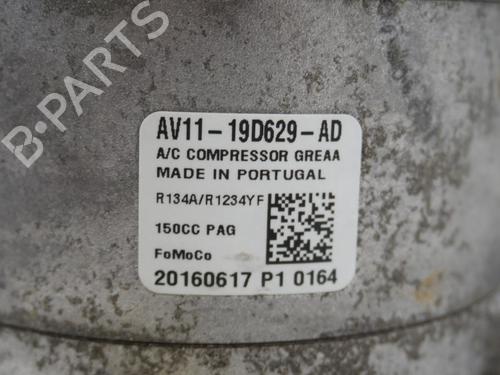 AV11-19D629-AD
A/C COMPRESSOR GREAA
MADE IN PORTUGAL
R134A/R1234YF
150CC PAG
FoMoCo
20160617 P1 0164
B-PARTS